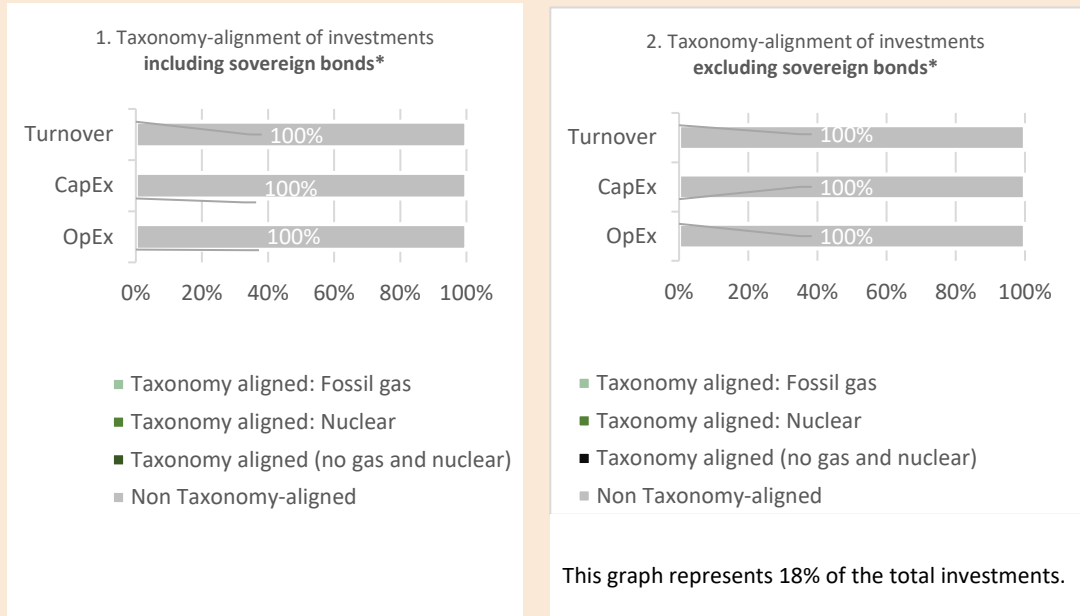 1. Taxonomy-alignment of investments
including sovereign bonds*
Turnover
100%
CapEx
100%
OpEx
100%
0% 20% 40% 60% 80% 100%
Taxonomy aligned: Fossil gas
Taxonomy aligned: Nuclear
Taxonomy aligned (no gas and nuclear)
Non Taxonomy-aligned
2. Taxonomy-alignment of investments
excluding sovereign bonds*
Turnover
100%
CapEx
100%
OpEx
100%
0% 20% 40% 60% 80% 100%
Taxonomy aligned: Fossil gas
Taxonomy aligned: Nuclear
Taxonomy aligned (no gas and nuclear)
Non Taxonomy-aligned
This graph represents 18% of the total investments.